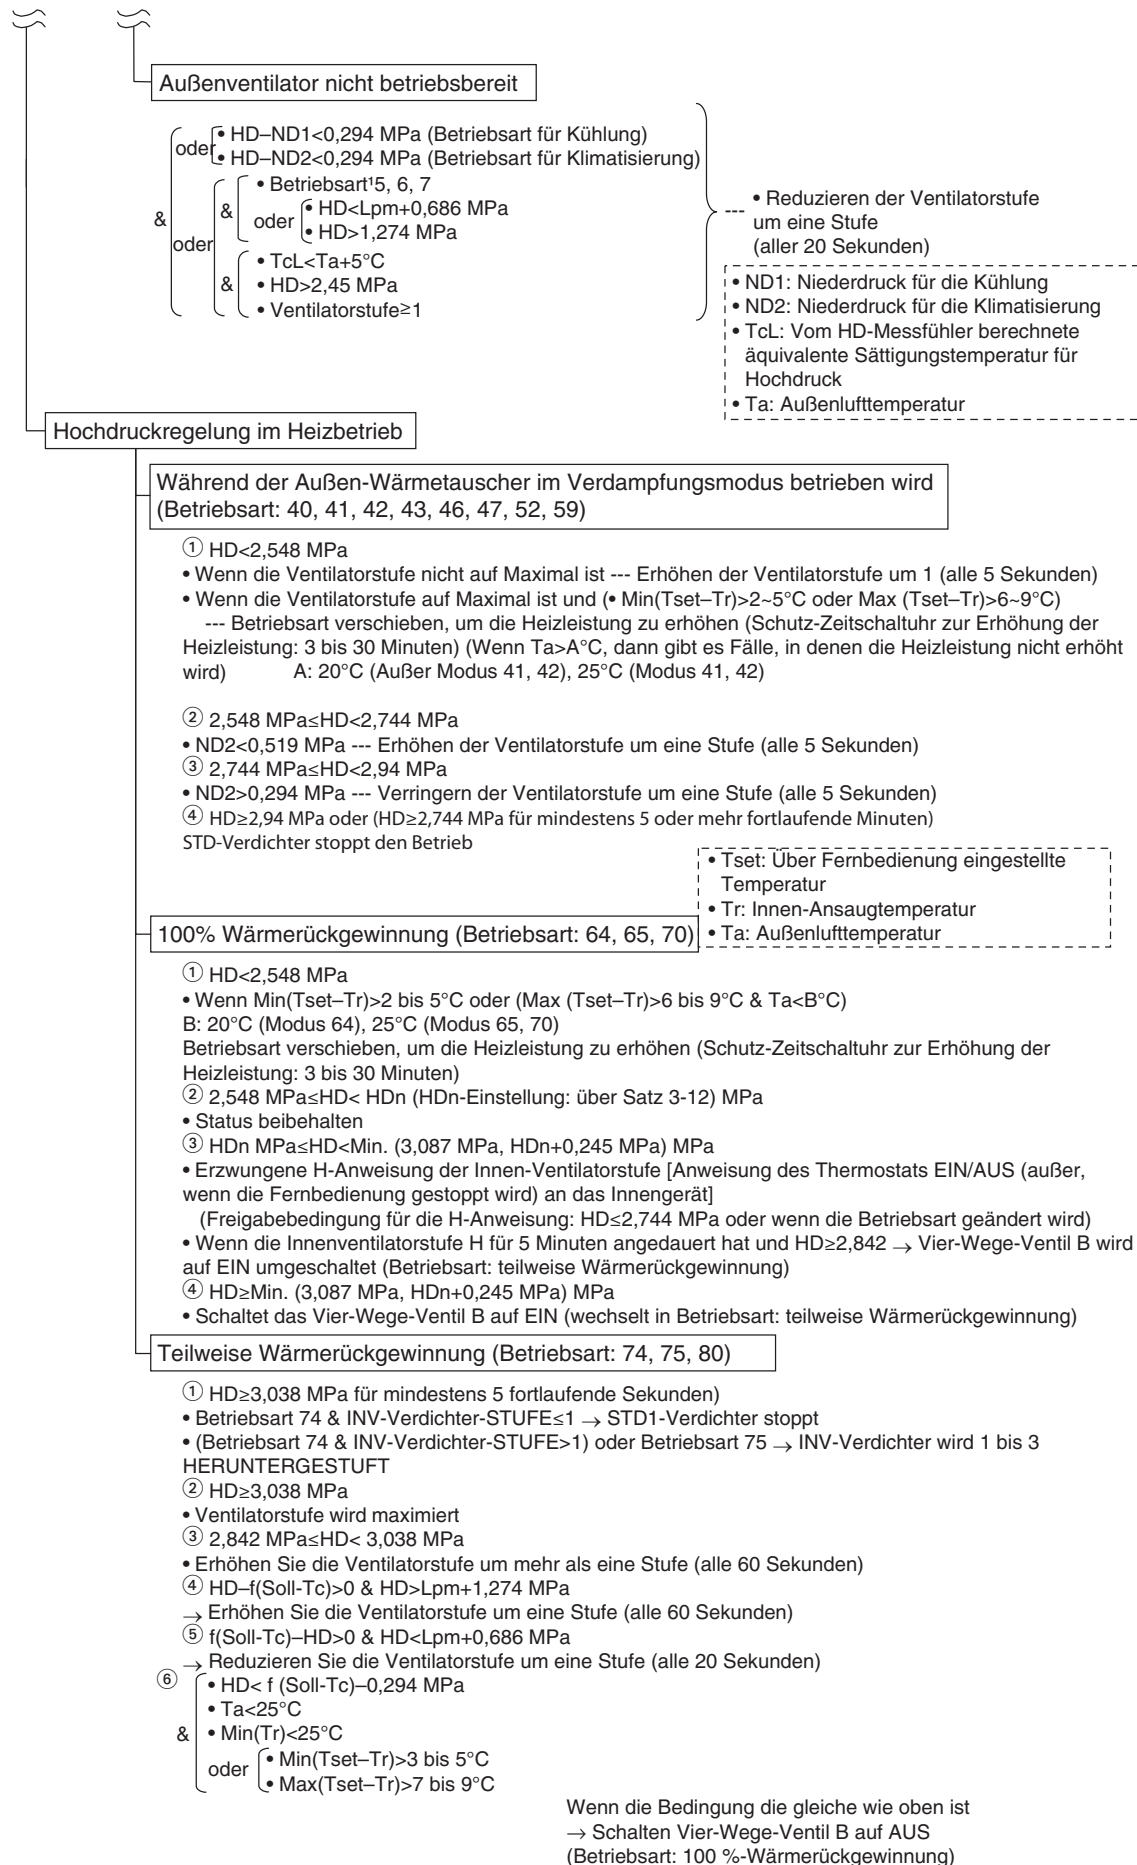 Außenventilator nicht betriebsbereit
& oder • HD–ND1<0,294 MPa (Betriebsart für Kühlung)
• HD–ND2<0,294 MPa (Betriebsart für Klimatisierung)
oder & • Betriebsart¹5, 6, 7
oder • HD<Lpm+0,686 MPa
• HD>1,274 MPa
& • TcL<Ta+5°C
• HD>2,45 MPa
• Ventilatorstufe≥1
--- • Reduzieren der Ventilatorstufe
um eine Stufe
(aller 20 Sekunden)
• ND1: Niederdruck für die Kühlung
• ND2: Niederdruck für die Klimatisierung
• TcL: Vom HD-Messfühler berechnete
äquivalente Sättigungstemperatur für
Hochdruck
• Ta: Außenlufttemperatur
Hochdruckregelung im Heizbetrieb
Während der Außen-Wärmetauscher im Verdampfungsmodus betrieben wird
(Betriebsart: 40, 41, 42, 43, 46, 47, 52, 59)
① HD<2,548 MPa
• Wenn die Ventilatorstufe nicht auf Maximal ist --- Erhöhen der Ventilatorstufe um 1 (alle 5 Sekunden)
• Wenn die Ventilatorstufe auf Maximal ist und (• Min(Tset–Tr)>2~5°C oder Max (Tset–Tr)>6~9°C)
--- Betriebsart verschieben, um die Heizleistung zu erhöhen (Schutz-Zeitschaltuhr zur Erhöhung der
Heizleistung: 3 bis 30 Minuten) (Wenn Ta>A°C, dann gibt es Fälle, in denen die Heizleistung nicht erhöht
wird) A: 20°C (Außer Modus 41, 42), 25°C (Modus 41, 42)
② 2,548 MPa≤HD<2,744 MPa
• ND2<0,519 MPa --- Erhöhen der Ventilatorstufe um eine Stufe (alle 5 Sekunden)
③ 2,744 MPa≤HD<2,94 MPa
• ND2>0,294 MPa --- Verringern der Ventilatorstufe um eine Stufe (alle 5 Sekunden)
④ HD≥2,94 MPa oder (HD≥2,744 MPa für mindestens 5 oder mehr fortlaufende Minuten)
STD-Verdichter stoppt den Betrieb
• Tset: Über Fernbedienung eingestellte
Temperatur
• Tr: Innen-Ansaugtemperatur
• Ta: Außenlufttemperatur
100% Wärmerückgewinnung (Betriebsart: 64, 65, 70)
① HD<2,548 MPa
• Wenn Min(Tset–Tr)>2 bis 5°C oder (Max (Tset–Tr)>6 bis 9°C & Ta<B°C)
B: 20°C (Modus 64), 25°C (Modus 65, 70)
Betriebsart verschieben, um die Heizleistung zu erhöhen (Schutz-Zeitschaltuhr zur Erhöhung der
Heizleistung: 3 bis 30 Minuten)
② 2,548 MPa≤HD< HDn (HDn-Einstellung: über Satz 3-12) MPa
• Status beibehalten
③ HDn MPa≤HD<Min. (3,087 MPa, HDn+0,245 MPa) MPa
• Erzwungene H-Anweisung der Innen-Ventilatorstufe [Anweisung des Thermostats EIN/AUS (außer,
wenn die Fernbedienung gestoppt wird) an das Innengerät]
(Freigabebedingung für die H-Anweisung: HD≤2,744 MPa oder wenn die Betriebsart geändert wird)
• Wenn die Innenventilatorstufe H für 5 Minuten angedauert hat und HD≥2,842 → Vier-Wege-Ventil B wird
auf EIN umgeschaltet (Betriebsart: teilweise Wärmerückgewinnung)
④ HD≥Min. (3,087 MPa, HDn+0,245 MPa) MPa
• Schaltet das Vier-Wege-Ventil B auf EIN (wechselt in Betriebsart: teilweise Wärmerückgewinnung)
Teilweise Wärmerückgewinnung (Betriebsart: 74, 75, 80)
① HD≥3,038 MPa für mindestens 5 fortlaufende Sekunden)
• Betriebsart 74 & INV-Verdichter-STUFE≤1 → STD1-Verdichter stoppt
• (Betriebsart 74 & INV-Verdichter-STUFE>1) oder Betriebsart 75 → INV-Verdichter wird 1 bis 3
HERUNTERGESTUFT
② HD≥3,038 MPa
• Ventilatorstufe wird maximiert
③ 2,842 MPa≤HD< 3,038 MPa
• Erhöhen Sie die Ventilatorstufe um mehr als eine Stufe (alle 60 Sekunden)
④ HD–f(Soll-Tc)>0 & HD>Lpm+1,274 MPa
→ Erhöhen Sie die Ventilatorstufe um eine Stufe (alle 60 Sekunden)
⑤ f(Soll-Tc)–HD>0 & HD<Lpm+0,686 MPa
→ Reduzieren Sie die Ventilatorstufe um eine Stufe (alle 20 Sekunden)
⑥ • HD< f (Soll-Tc)–0,294 MPa
• Ta<25°C
& • Min(Tr)<25°C
oder • Min(Tset–Tr)>3 bis 5°C
• Max(Tset–Tr)>7 bis 9°C
Wenn die Bedingung die gleiche wie oben ist
→ Schalten Vier-Wege-Ventil B auf AUS
(Betriebsart: 100 %-Wärmerückgewinnung)